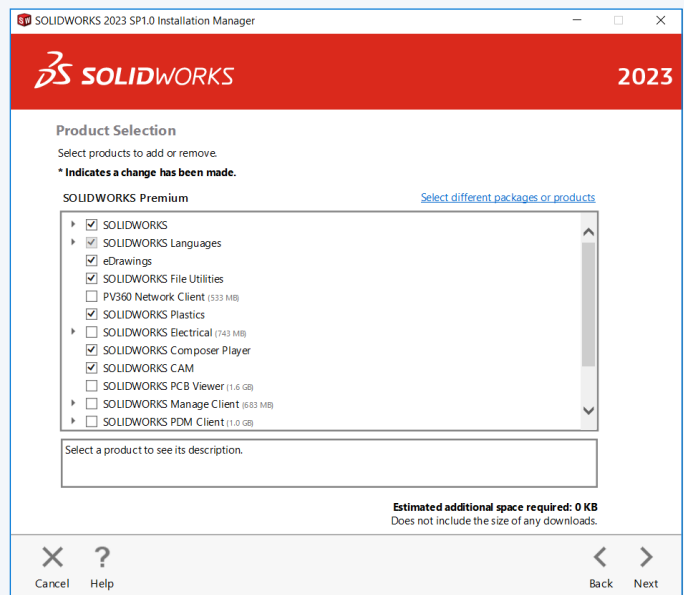 SOLIDWORKS 2023 SP1.0 Installation Manager
SOLIDWORKS
2023
Product Selection
Select products to add or remove.
* Indicates a change has been made.
SOLIDWORKS Premium Select different packages or products
SOLIDWORKS
SOLIDWORKS Languages
eDrawings
SOLIDWORKS File Utilities
PV360 Network Client (533 MB)
SOLIDWORKS Plastics
SOLIDWORKS Electrical (743 MB)
SOLIDWORKS Composer Player
SOLIDWORKS CAM
SOLIDWORKS PCB Viewer (1.6 GB)
SOLIDWORKS Manage Client (683 MB)
SOLIDWORKS PDM Client (1.0 GB)
Select a product to see its description.
Estimated additional space required: 0 KB
Does not include the size of any downloads.
Cancel Help Back Next